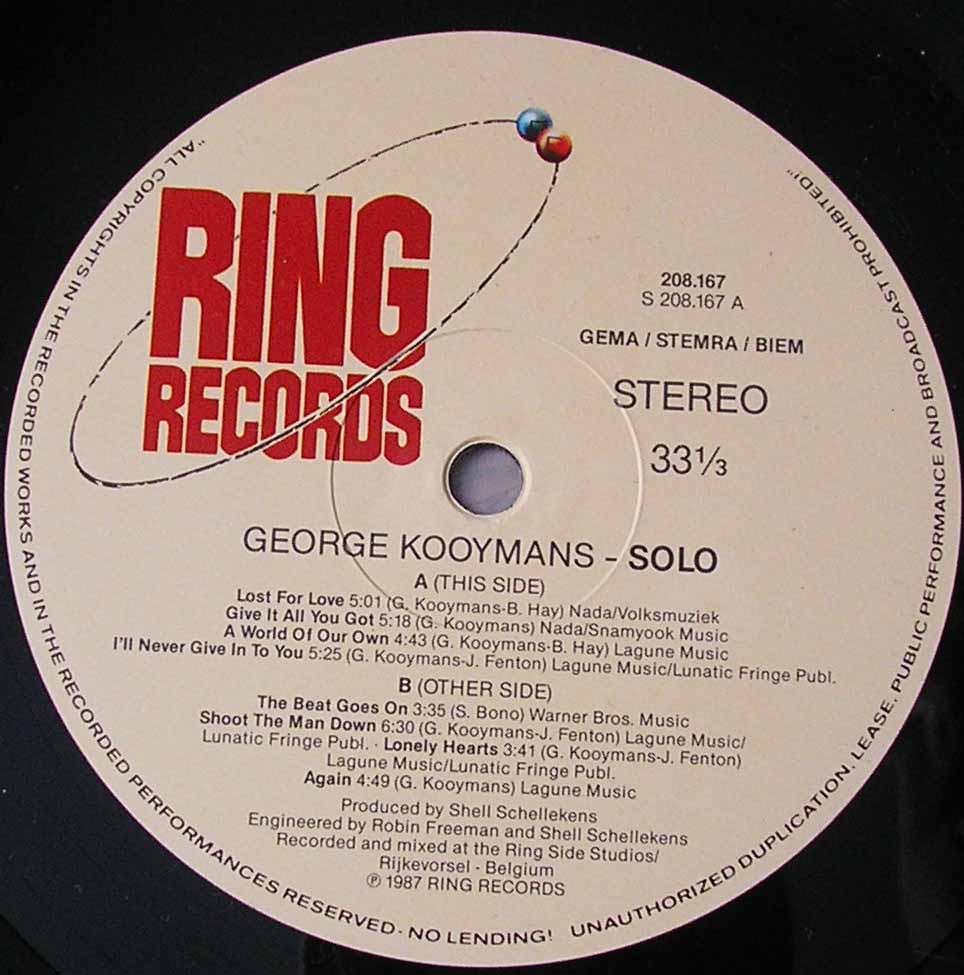 RING
RECORDS
208.167
S 208.167 A
GEMA / STEMRA / BIEM
STEREO
33⅓
GEORGE KOOYMANS - SOLO
A (THIS SIDE)
Lost For Love 5:01 (G. Kooymans-B. Hay) Nada/Volksmuziek
Give It All You Got 5:18 (G. Kooymans) Nada/Snamyook Music
A World Of Our Own 4:43 (G. Kooymans-B. Hay) Lagune Music
I'll Never Give In To You 5:25 (G. Kooymans-J. Fenton) Lagune Music/Lunatic Fringe Publ.
B (OTHER SIDE)
The Beat Goes On 3:35 (S. Bono) Warner Bros. Music
Shoot The Man Down 6:30 (G. Kooymans-J. Fenton) Lagune Music/
Lunatic Fringe Publ. · Lonely Hearts 3:41 (G. Kooymans-J. Fenton)
Lagune Music/Lunatic Fringe Publ.
Again 4:49 (G. Kooymans) Lagune Music
Produced by Shell Schellekens
Engineered by Robin Freeman and Shell Schellekens
Recorded and mixed at the Ring Side Studios/
Rijkevorsel - Belgium
℗ 1987 RING RECORDS
"ALL COPYRIGHTS IN THE RECORDED WORKS AND IN THE RECORDED PERFORMANCES RESERVED - NO LENDING! UNAUTHORIZED DUPLICATION, LEASE, PUBLIC PERFORMANCE AND BROADCAST PROHIBITED!"